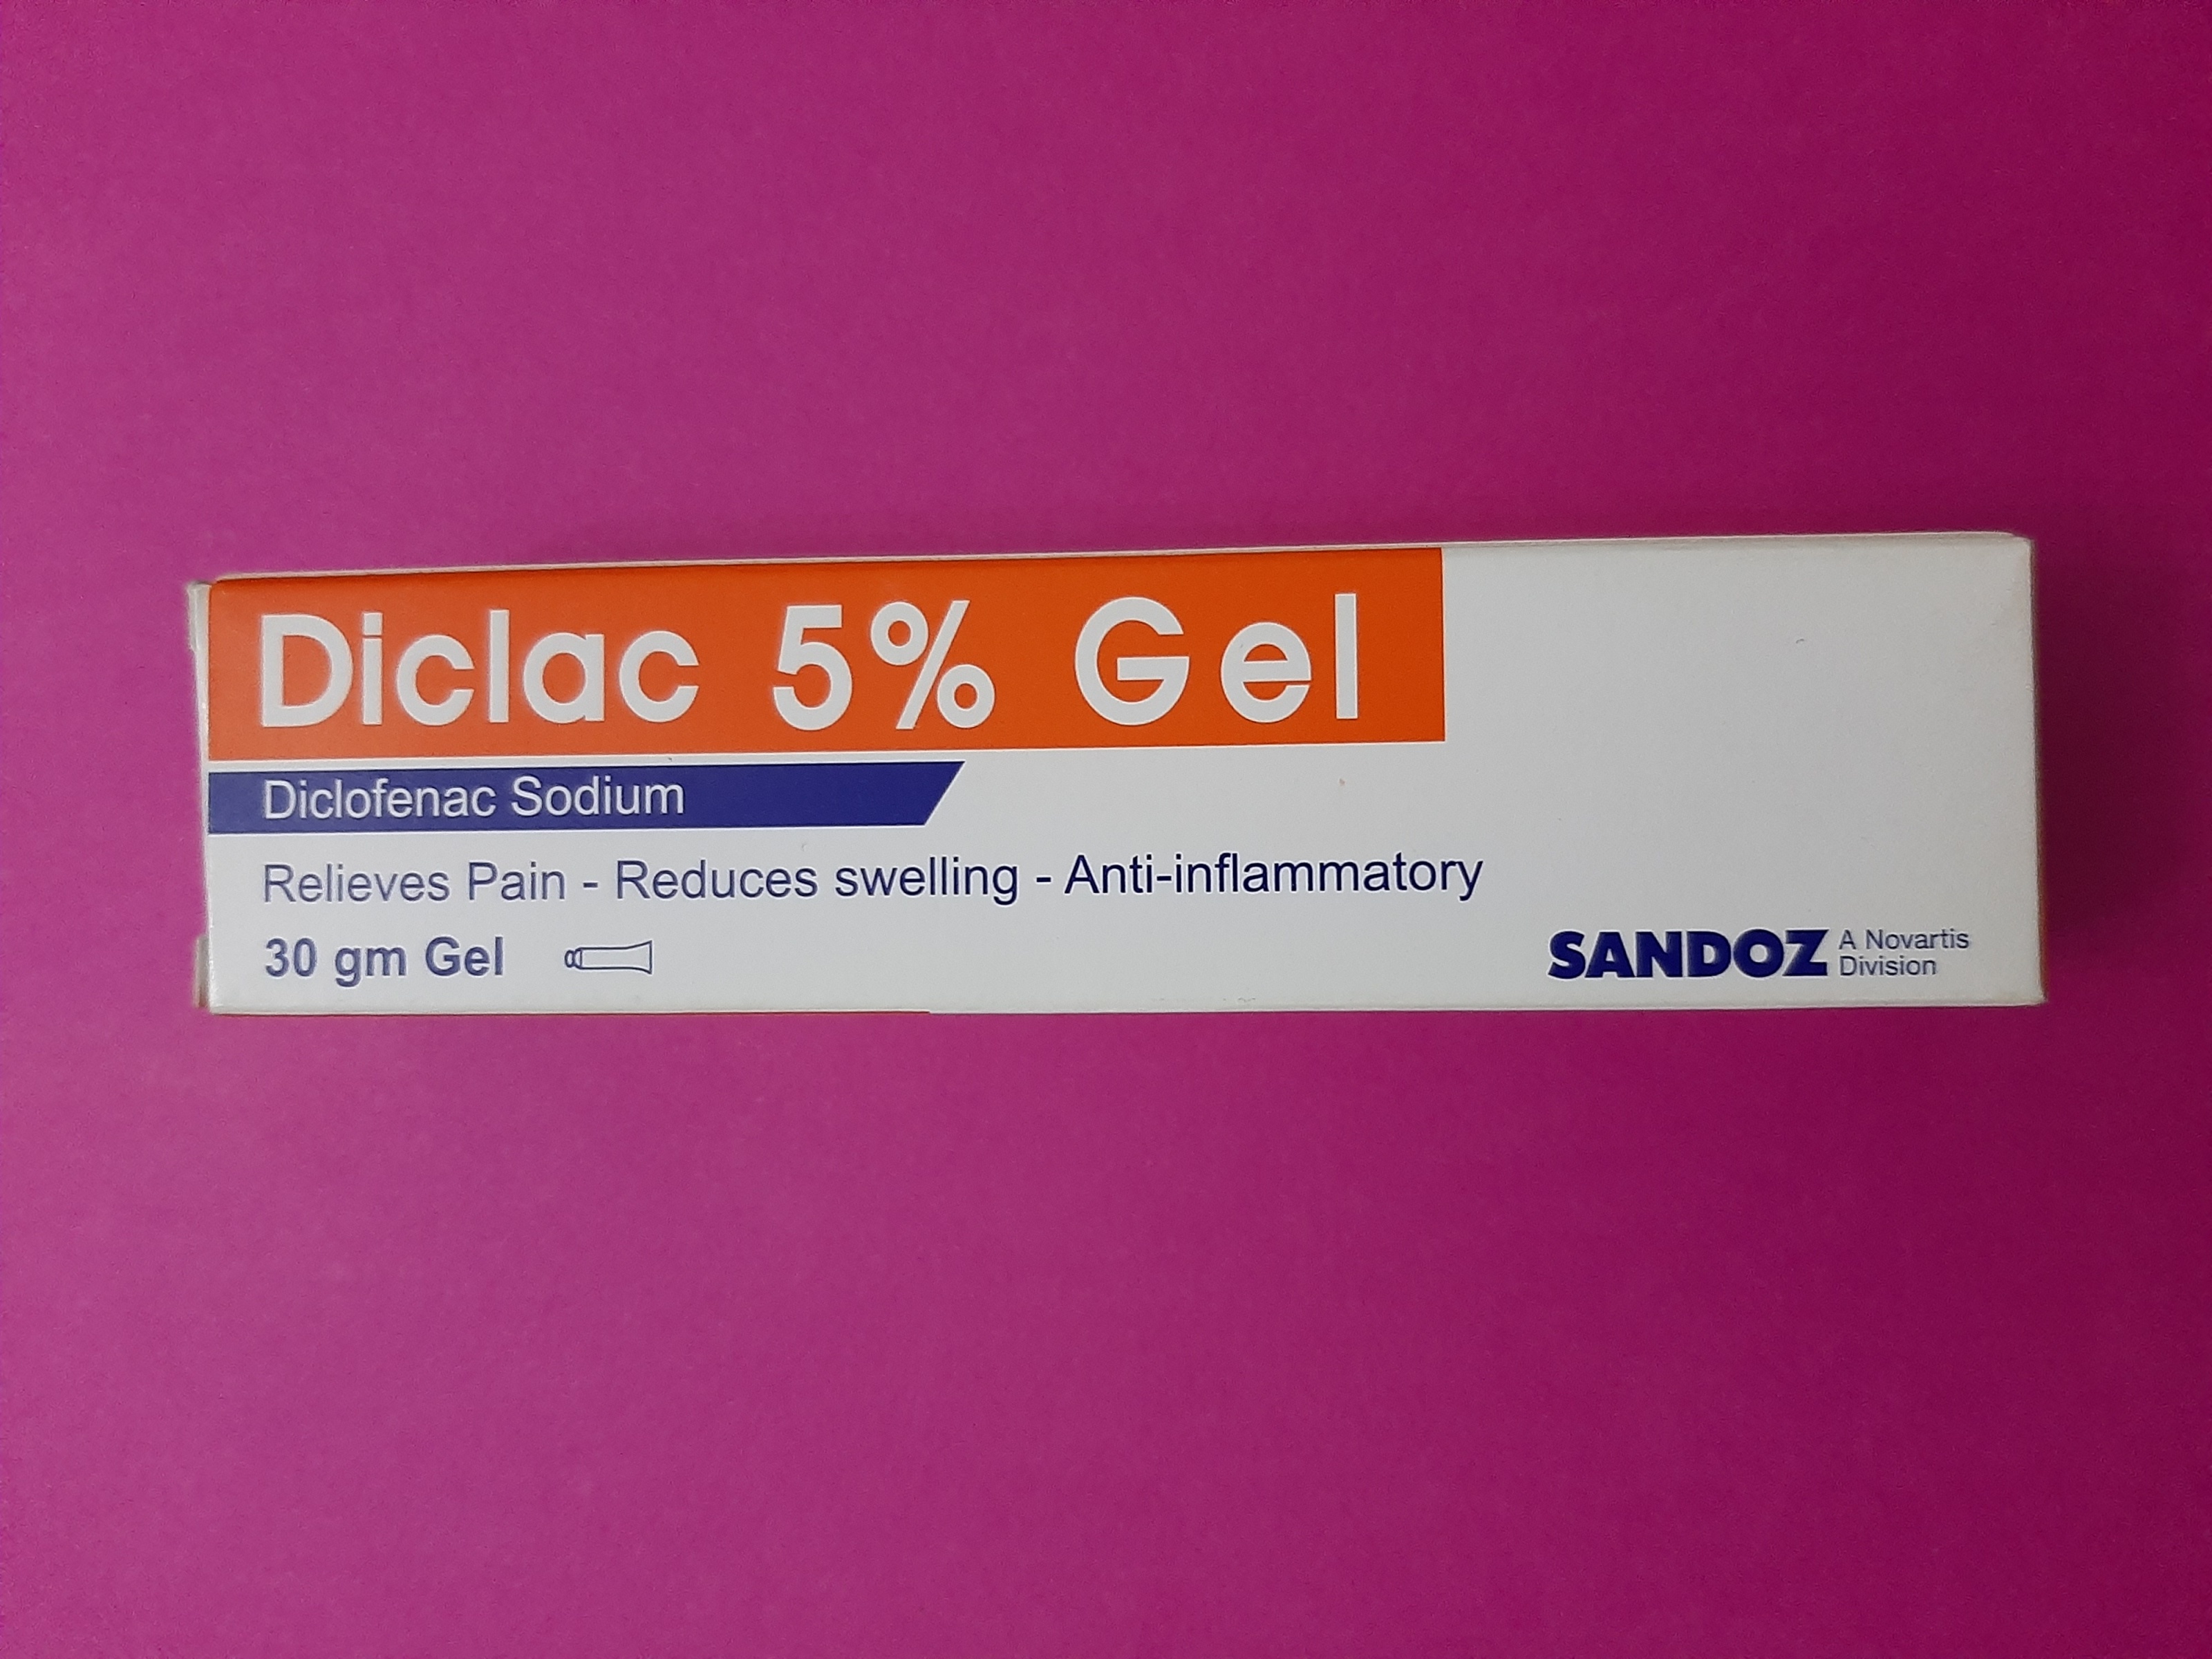 Diclac 5% Gel
Diclofenac Sodium
Relieves Pain - Reduces swelling - Anti-inflammatory
30 gm Gel
SANDOZ A Novartis
Division